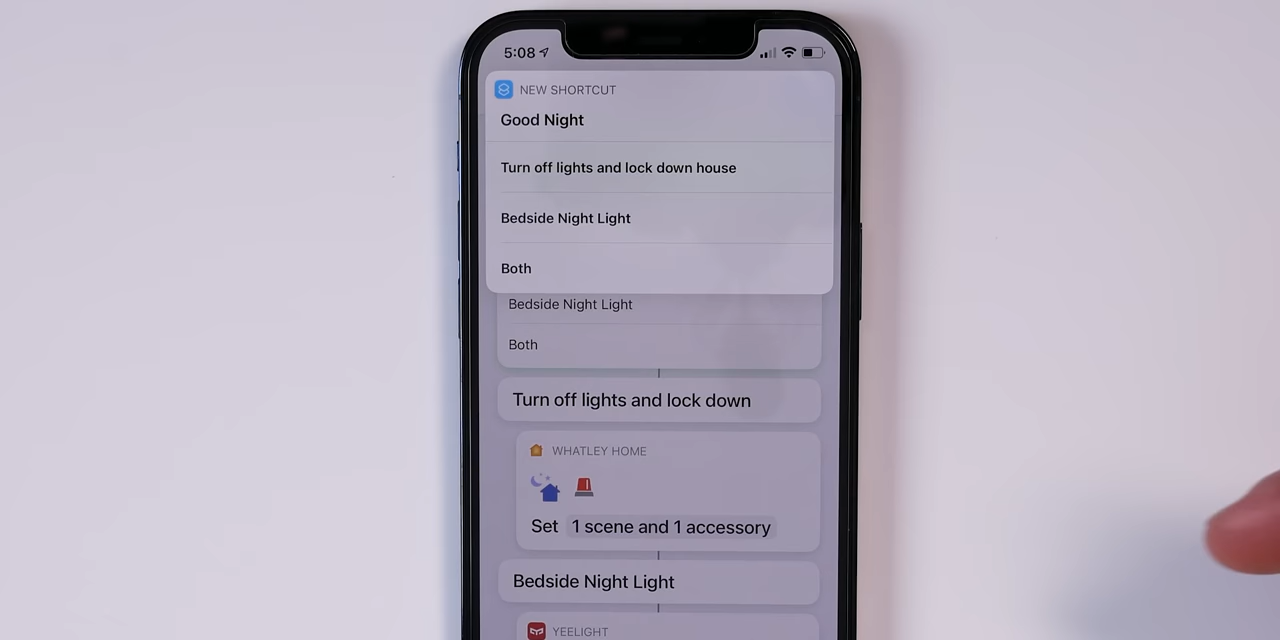 5:08
NEW SHORTCUT
Good Night
Turn off lights and lock down house
Bedside Night Light
Both
Bedside Night Light
Both
Turn off lights and lock down
WHATLEY HOME
Set 1 scene and 1 accessory
Bedside Night Light
YEELIGHT